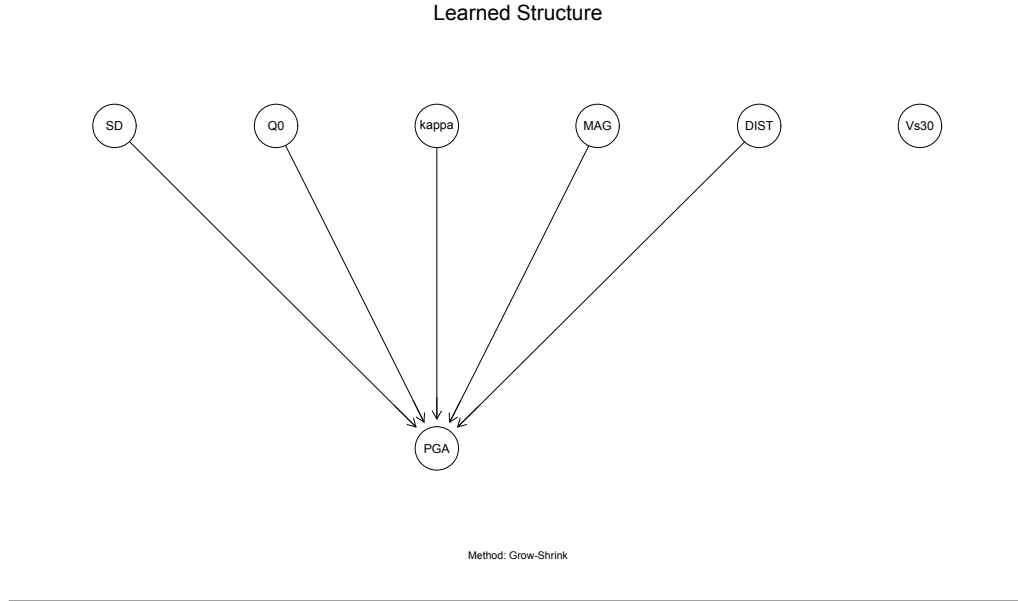 Learned Structure
SD Q0 kappa MAG DIST Vs30
PGA
Method: Grow-Shrink